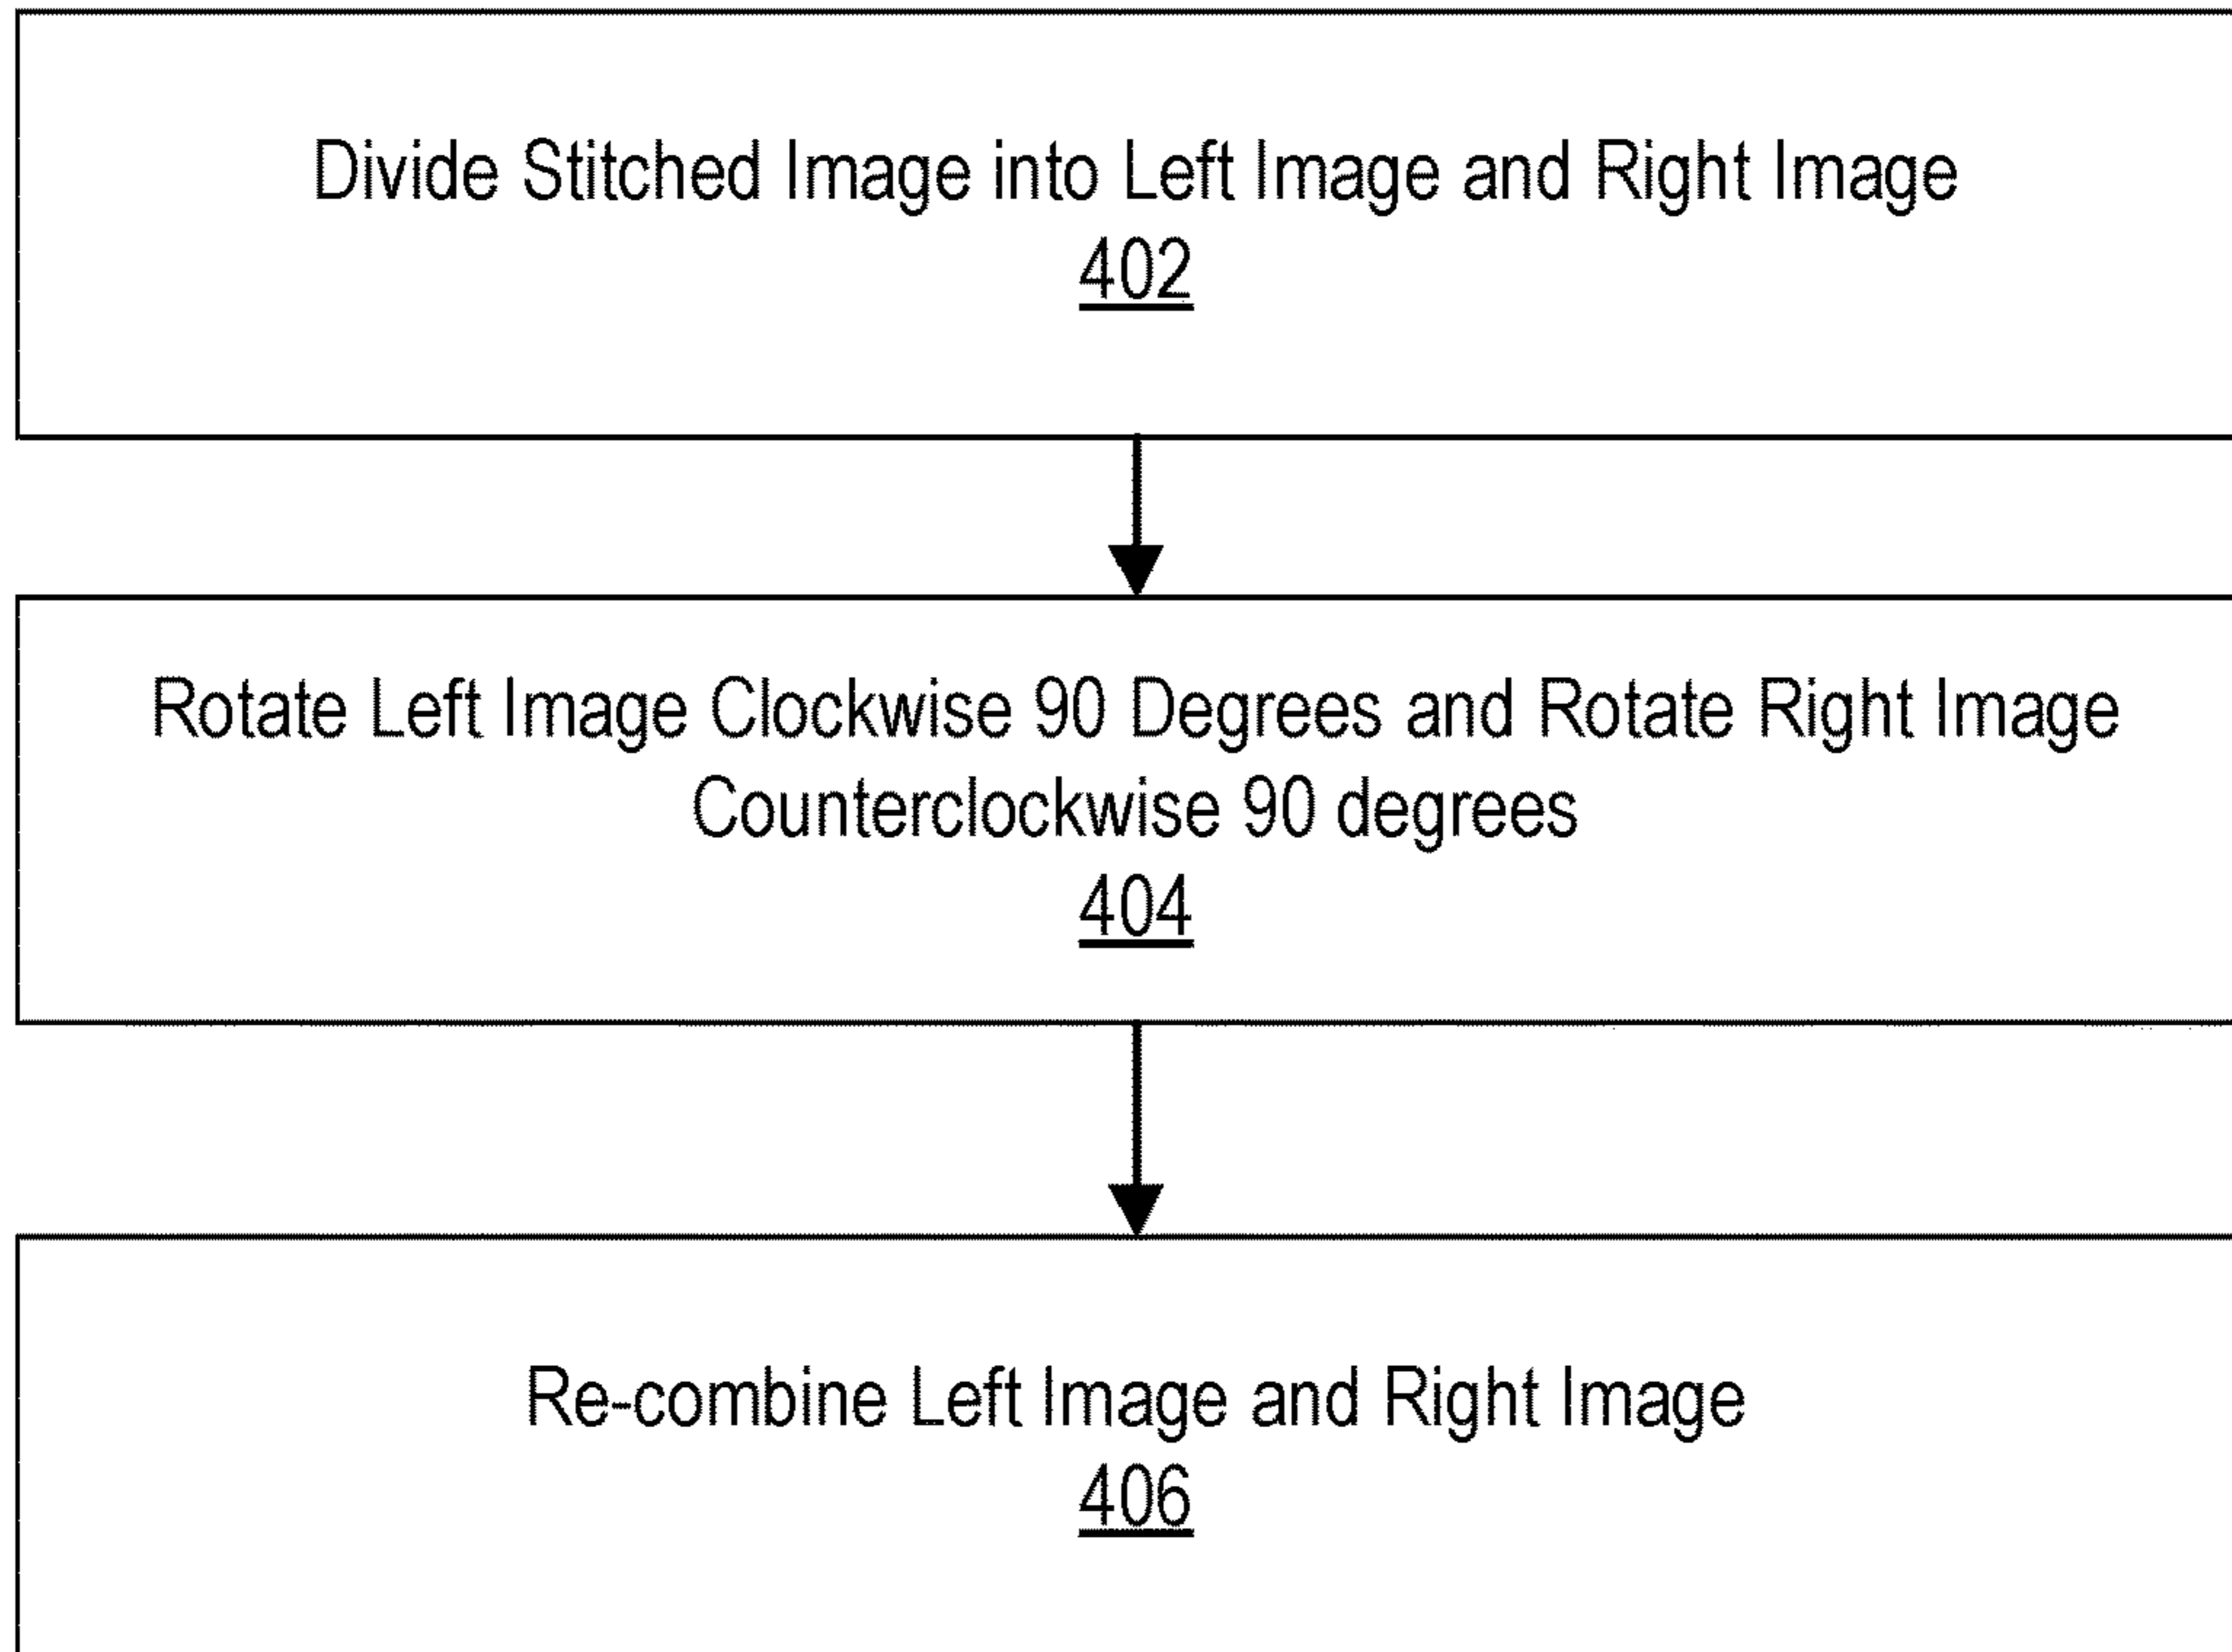 Divide Stitched Image into Left Image and Right Image
402
Rotate Left Image Clockwise 90 Degrees and Rotate Right Image
Counterclockwise 90 degrees
404
Re-combine Left Image and Right Image
406